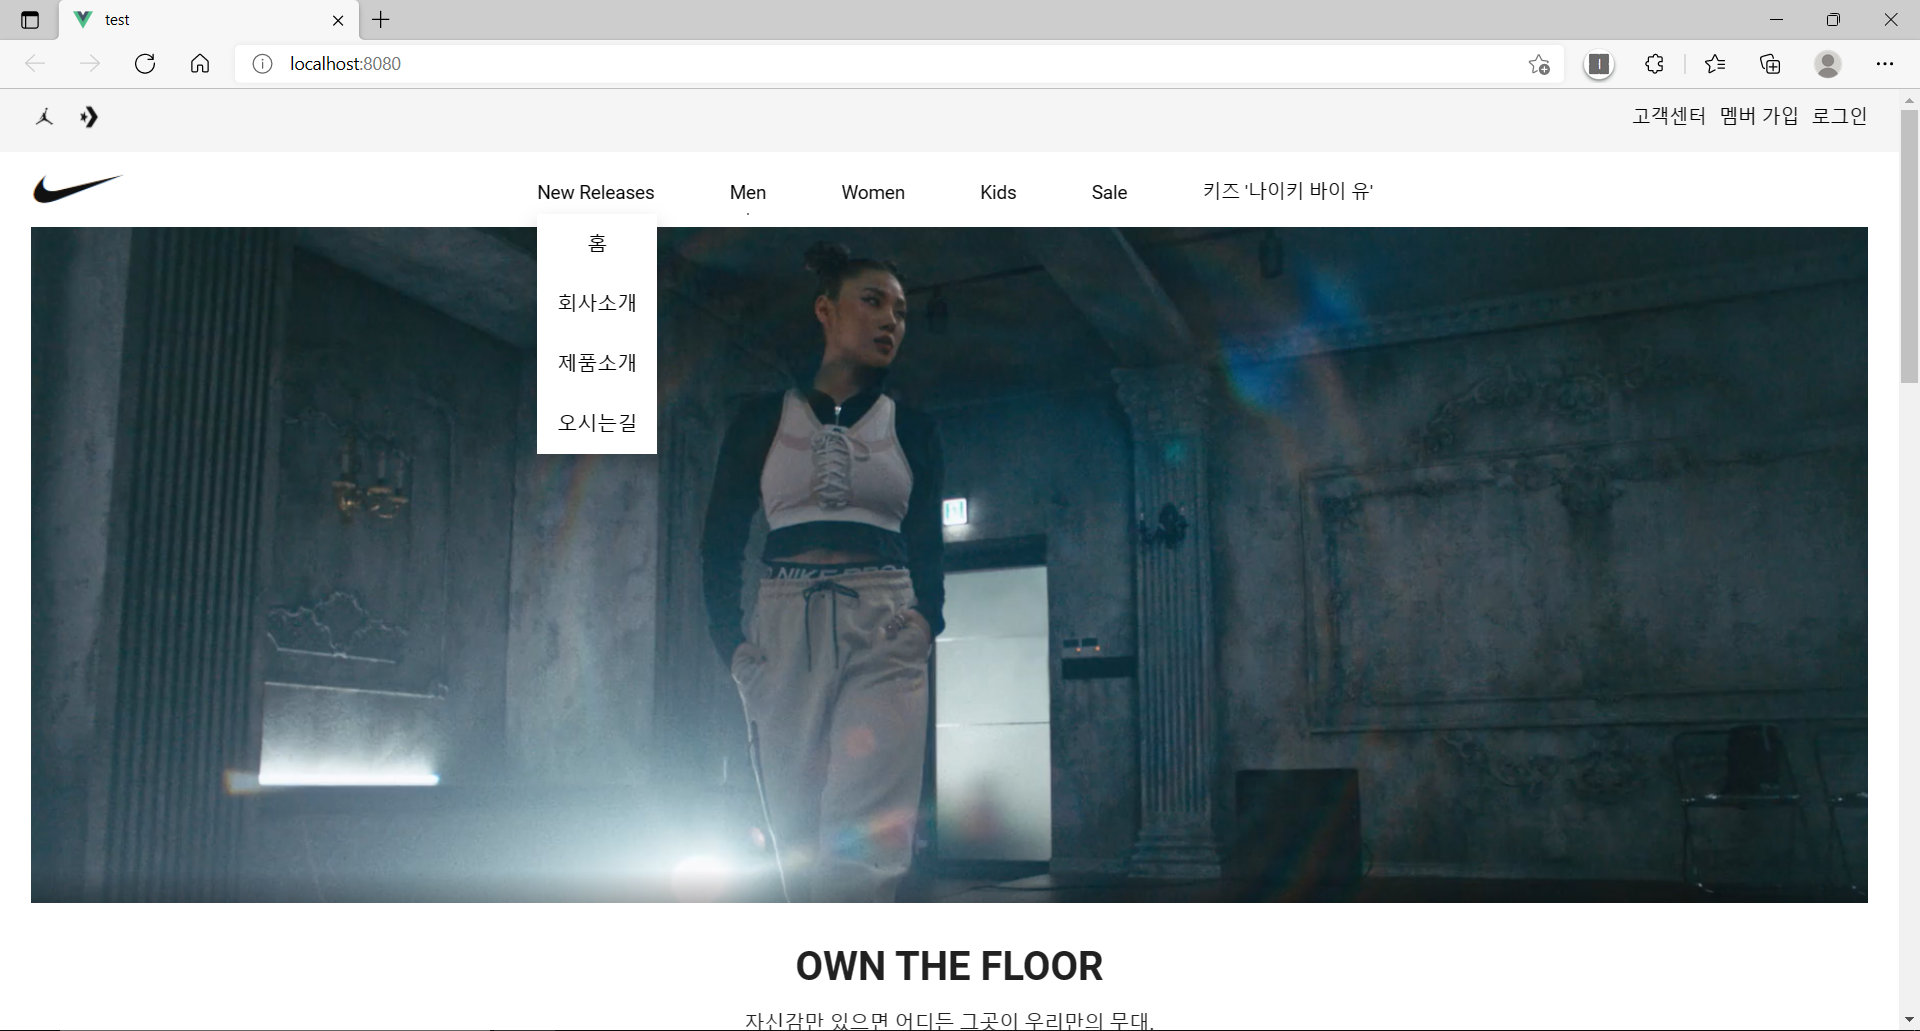 test
localhost:8080
고객센터 멤버 가입 로그인
New Releases Men Women Kids Sale 키즈 '나이키 바이 유'
홈
회사소개
제품소개
오시는길
NIKE PRO
OWN THE FLOOR
자신감만 있으면 어디든 그곳이 우리만의 무대.